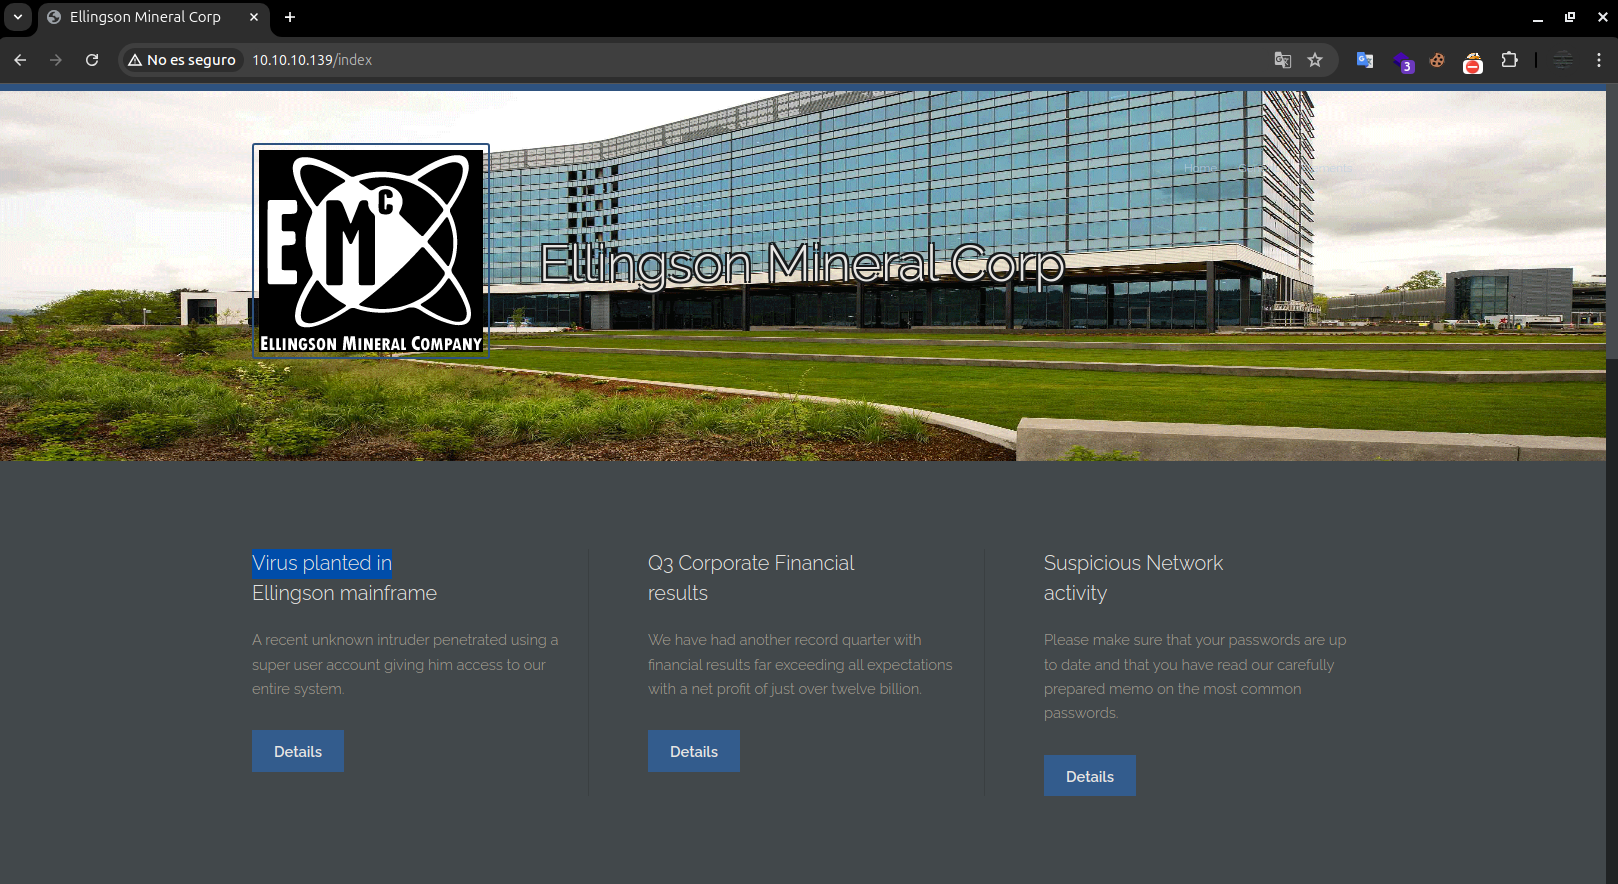 Ellingson Mineral Corp
No es seguro
10.10.10.139/index
3
Home
E M C
ELLINGSON MINERAL COMPANY
Ellingson Mineral Corp
Virus planted in
Ellingson mainframe
A recent unknown intruder penetrated using a
super user account giving him access to our
entire system.
Details
Q3 Corporate Financial
results
We have had another record quarter with
financial results far exceeding all expectations
with a net profit of just over twelve billion.
Details
Suspicious Network
activity
Please make sure that your passwords are up
to date and that you have read our carefully
prepared memo on the most common
passwords.
Details